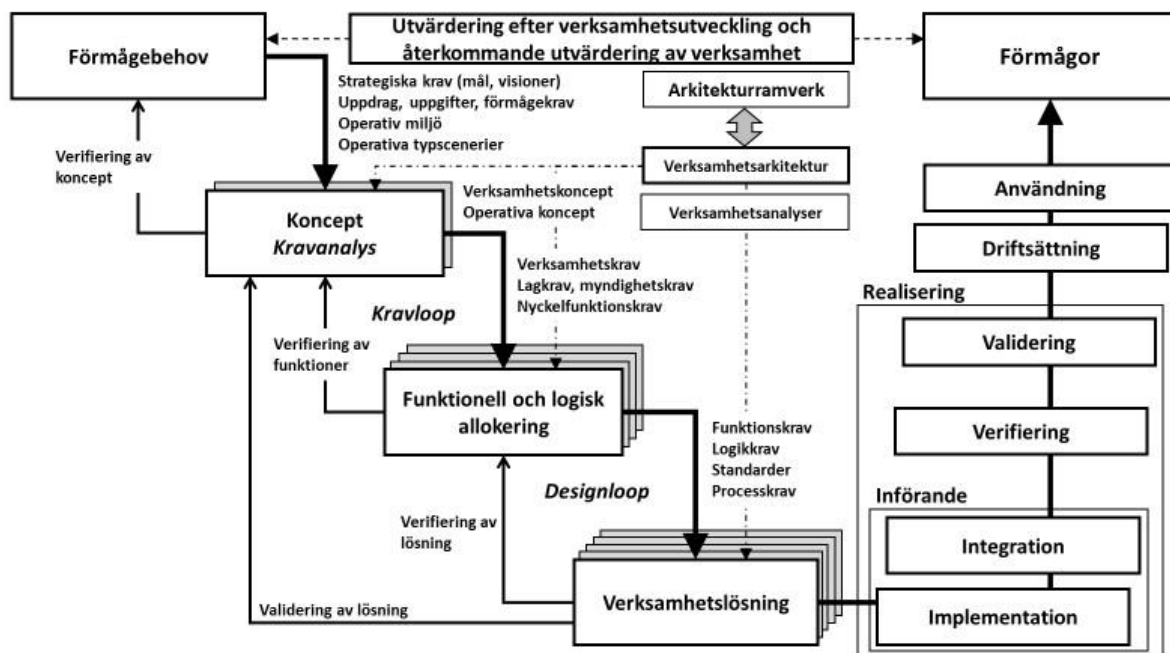 Utvärdering efter verksamhetsutveckling och
återkommande utvärdering av verksamhet
Förmågebehov
Förmågor
Strategiska krav (mål, visioner)
Uppdrag, uppgifter, förmågekrav
Operativ miljö
Operativa typscenerier
Arkitekturramverk
Verifiering av
koncept
Verksamhetsarkitektur
Verksamhetsanalyser
Användning
Verksamhetskoncept
Operativa koncept
Koncept
Kravanalys
Driftsättning
Verksamhetskrav
Lagkrav, myndighetskrav
Nyckelfunktionskrav
Realisering
Kravloop
Validering
Verifiering av
funktioner
Funktionell och logisk
allokering
Verifiering
Funktionskrav
Logikkrav
Standarder
Processkrav
Designloop
Införande
Verifiering av
lösning
Integration
Validering av lösning
Verksamhetslösning
Implementation